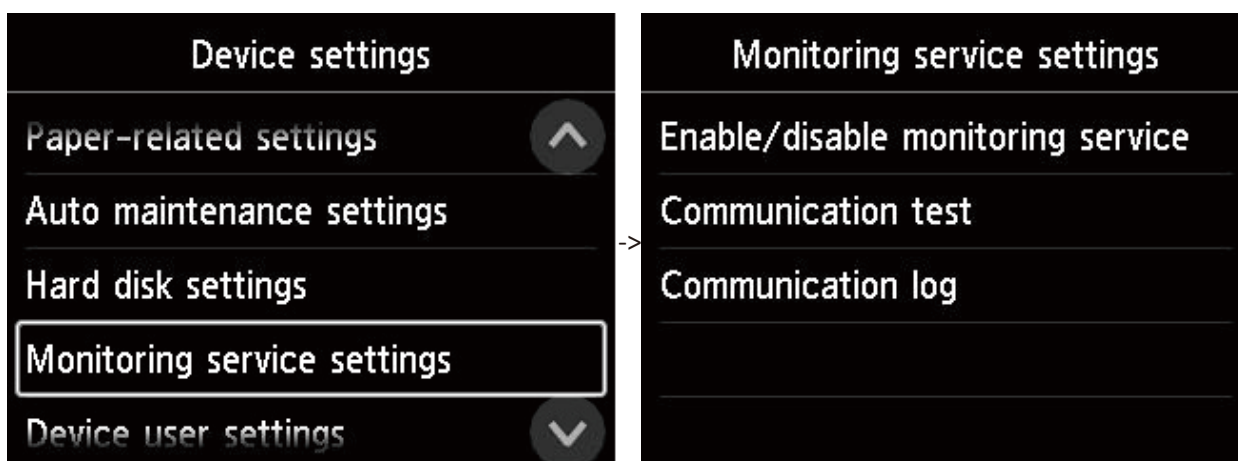 Device settings
Paper-related settings
Auto maintenance settings
Hard disk settings
Monitoring service settings
Device user settings
->
Monitoring service settings
Enable/disable monitoring service
Communication test
Communication log